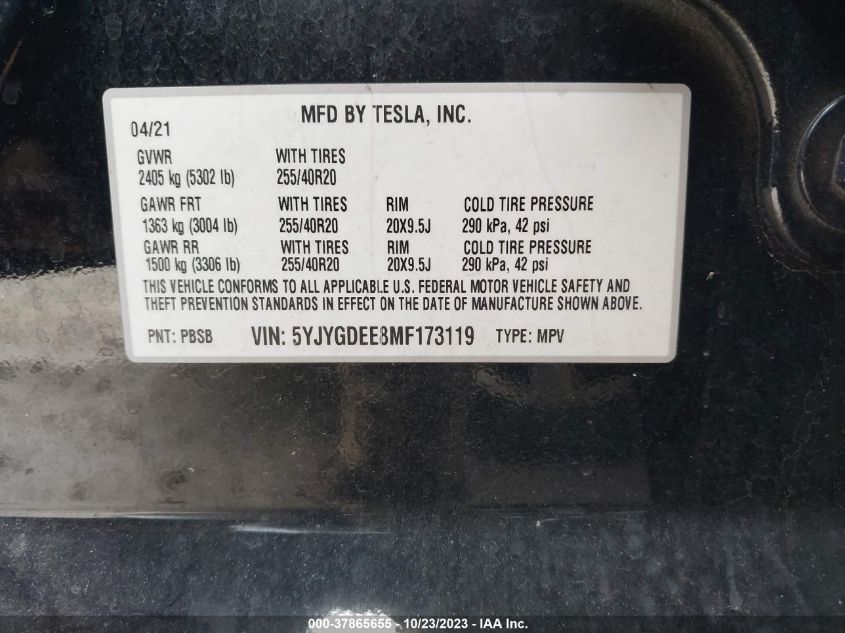 MFD BY TESLA, INC.
04/21
GVWR WITH TIRES
2405 kg (5302 lb) 255/40R20
GAWR FRT WITH TIRES RIM COLD TIRE PRESSURE
1363 kg (3004 lb) 255/40R20 20X9.5J 290 kPa, 42 psi
GAWR RR WITH TIRES RIM COLD TIRE PRESSURE
1500 kg (3306 lb) 255/40R20 20X9.5J 290 kPa, 42 psi
THIS VEHICLE CONFORMS TO ALL APPLICABLE U.S. FEDERAL MOTOR VEHICLE SAFETY AND
THEFT PREVENTION STANDARDS IN EFFECT ON THE DATE OF MANUFACTURE SHOWN ABOVE.
PNT: PBSB VIN: 5YJYGDEE8MF173119 TYPE: MPV
000-37865655 - 10/23/2023 - IAA Inc.